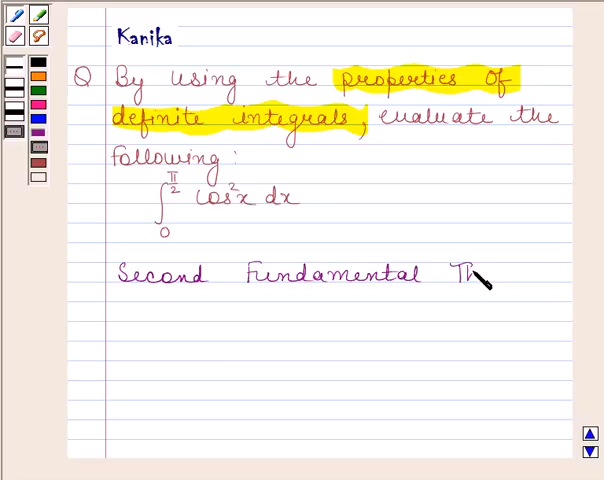 Kanika
Q By using the properties of
definite integrals, evaluate the
following:
∫₀^(π/2) cos²x dx
Second Fundamental Th